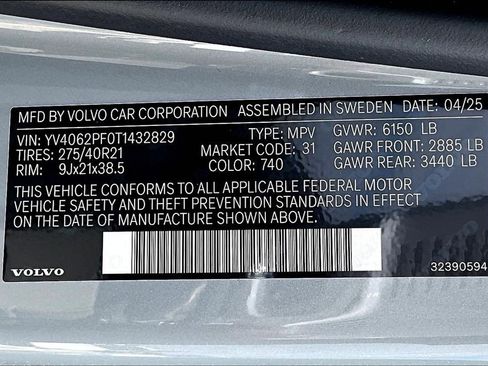 MFD BY VOLVO CAR CORPORATION ASSEMBLED IN SWEDEN 04/25
VIN: YV4062PF0T1432829 TYPE: MPV GVWR: 6150 LB
TIRES: 275/40R21 MARKET CODE: 31 GAWR FRONT: 2885 LB
RIM: 9Jx21x38.5 COLOR: 740 GAWR REAR: 3440 LB
THIS VEHICLE CONFORMS TO ALL APPLICABLE FEDERAL MOTOR
VEHICLE SAFETY AND THEFT PREVENTION STANDARDS IN EFFECT
ON THE DATE OF MANUFACTURE SHOWN ABOVE.
VOLVO 32390594